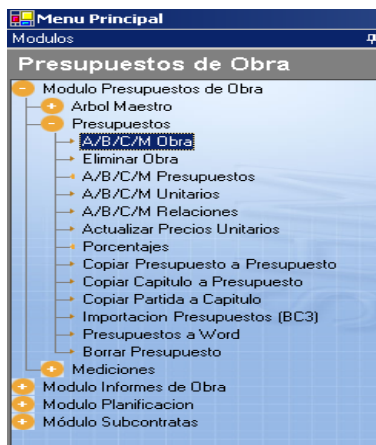 Menu Principal
Modulos
Presupuestos de Obra
Modulo Presupuestos de Obra
Arbol Maestro
Presupuestos
A/B/C/M Obra
Eliminar Obra
A/B/C/M Presupuestos
A/B/C/M Unitarios
A/B/C/M Relaciones
Actualizar Precios Unitarios
Porcentajes
Copiar Presupuesto a Presupuesto
Copiar Capitulo a Presupuesto
Copiar Partida a Capitulo
Importacion Presupuestos (BC3)
Presupuestos a Word
Borrar Presupuesto
Mediciones
Modulo Informes de Obra
Modulo Planificacion
Módulo Subcontratas